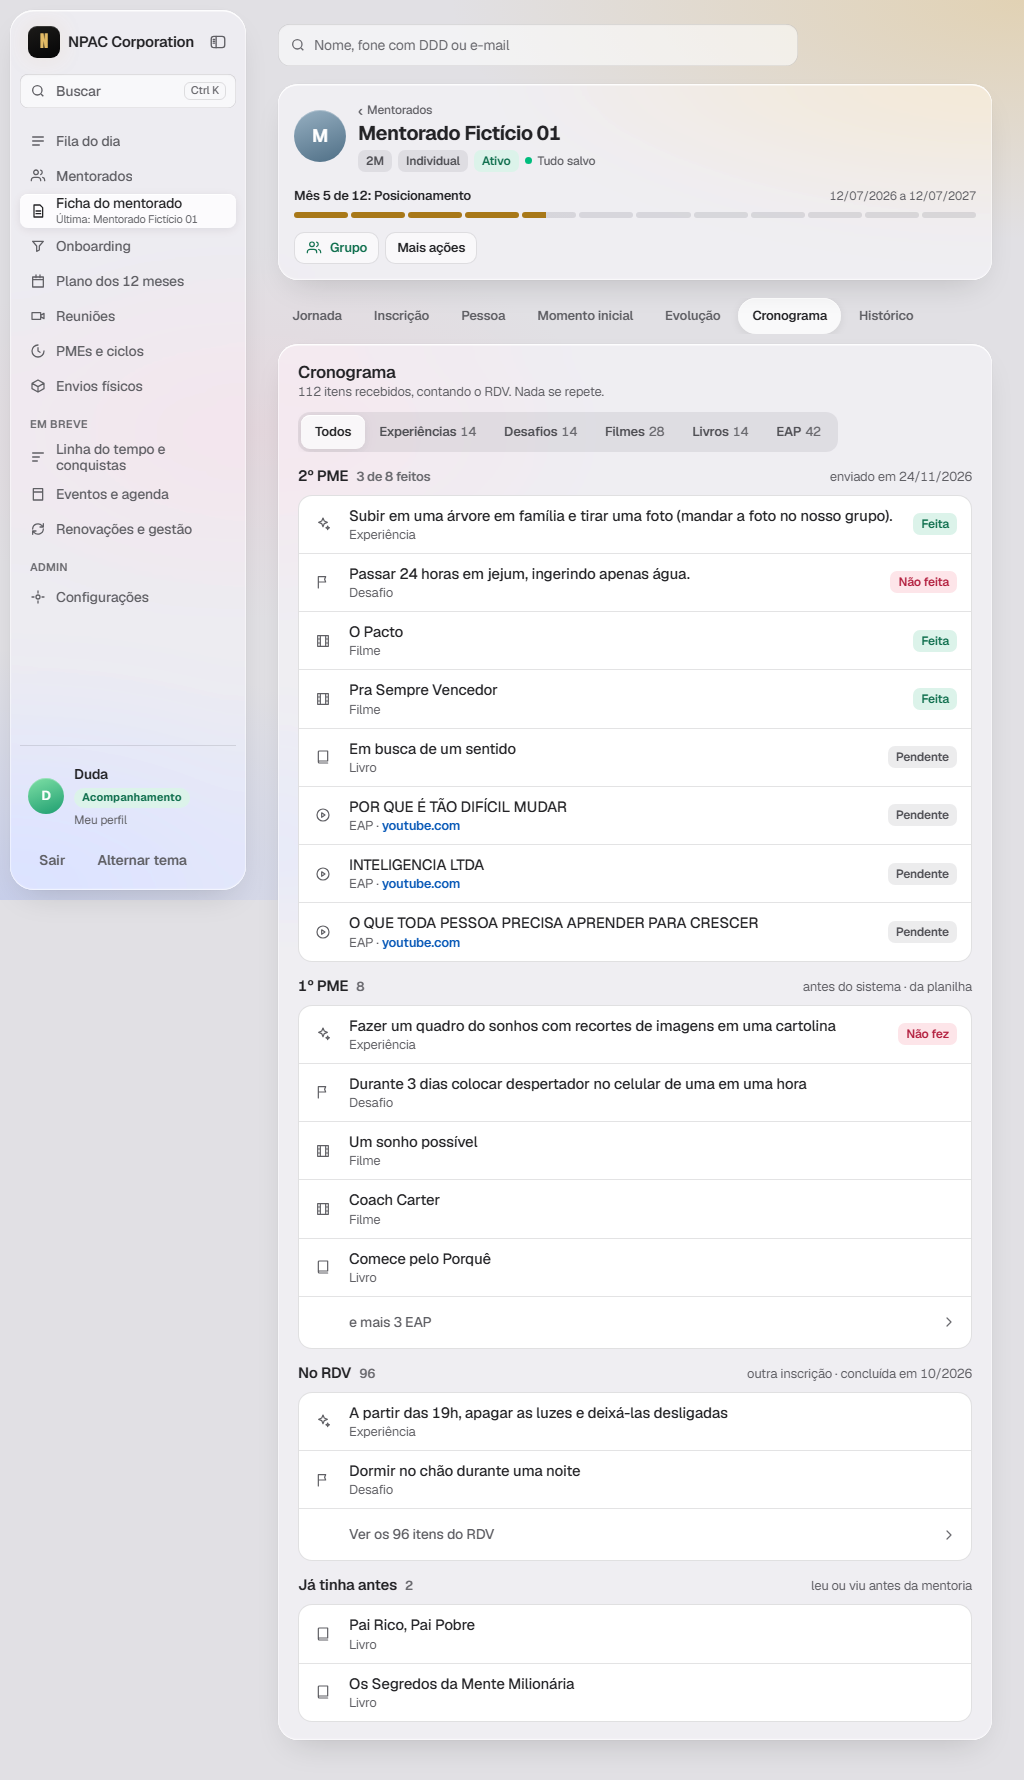 NPAC Corporation
Buscar
Ctrl K
Fila do dia
Mentorados
Ficha do mentorado
Última: Mentorado Fictício 01
Onboarding
Plano dos 12 meses
Reuniões
PMEs e ciclos
Envios físicos
EM BREVE
Linha do tempo e
conquistas
Eventos e agenda
Renovações e gestão
ADMIN
Configurações
D
Duda
Acompanhamento
Meu perfil
Sair
Alternar tema
Nome, fone com DDD ou e-mail
M
‹ Mentorados
Mentorado Fictício 01
2M
Individual
Ativo
Tudo salvo
Mês 5 de 12: Posicionamento
12/07/2026 a 12/07/2027
Grupo
Mais ações
Jornada
Inscrição
Pessoa
Momento inicial
Evolução
Cronograma
Histórico
Cronograma
112 itens recebidos, contando o RDV. Nada se repete.
Todos
Experiências 14
Desafios 14
Filmes 28
Livros 14
EAP 42
2º PME 3 de 8 feitos
enviado em 24/11/2026
Subir em uma árvore em família e tirar uma foto (mandar a foto no nosso grupo).
Experiência
Feita
Passar 24 horas em jejum, ingerindo apenas água.
Desafio
Não feita
O Pacto
Filme
Feita
Pra Sempre Vencedor
Filme
Feita
Em busca de um sentido
Livro
Pendente
POR QUE É TÃO DIFÍCIL MUDAR
EAP · youtube.com
Pendente
INTELIGENCIA LTDA
EAP · youtube.com
Pendente
O QUE TODA PESSOA PRECISA APRENDER PARA CRESCER
EAP · youtube.com
Pendente
1º PME 8
antes do sistema · da planilha
Fazer um quadro do sonhos com recortes de imagens em uma cartolina
Experiência
Não fez
Durante 3 dias colocar despertador no celular de uma em uma hora
Desafio
Um sonho possível
Filme
Coach Carter
Filme
Comece pelo Porquê
Livro
e mais 3 EAP
No RDV 96
outra inscrição · concluída em 10/2026
A partir das 19h, apagar as luzes e deixá-las desligadas
Experiência
Dormir no chão durante uma noite
Desafio
Ver os 96 itens do RDV
Já tinha antes 2
leu ou viu antes da mentoria
Pai Rico, Pai Pobre
Livro
Os Segredos da Mente Milionária
Livro